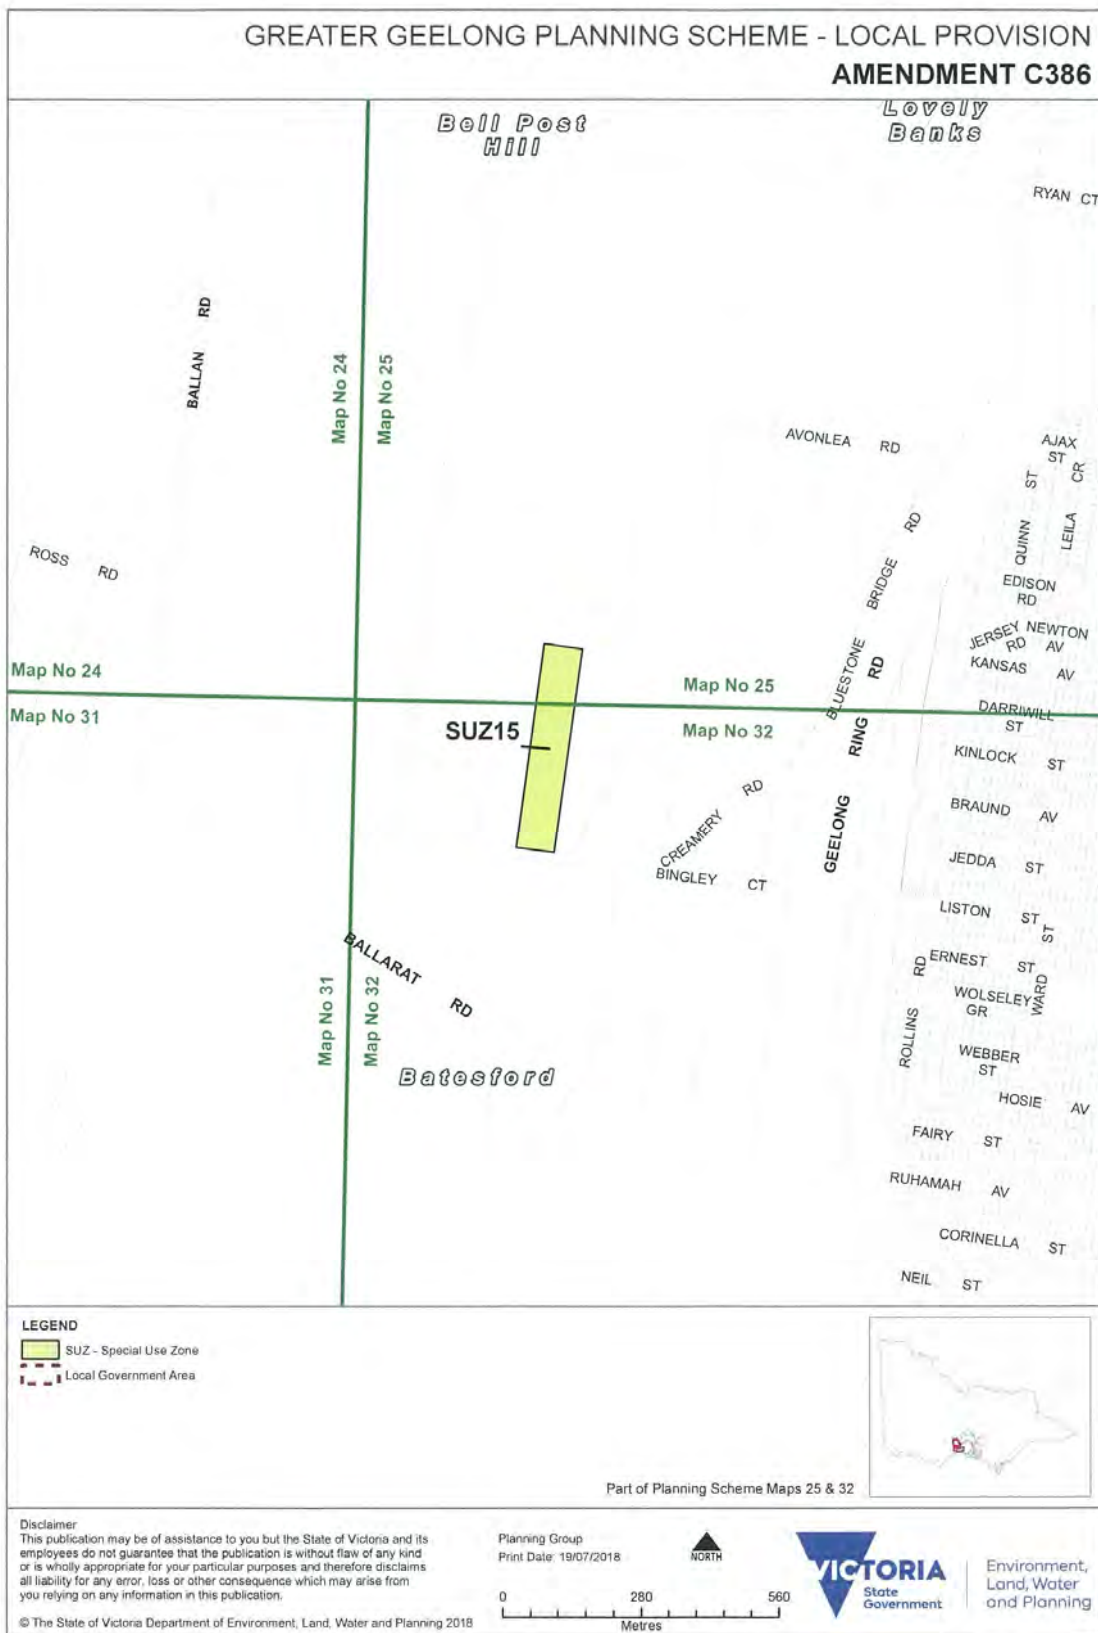 GREATER GEELONG PLANNING SCHEME - LOCAL PROVISION
AMENDMENT C386
Bell Post
Hill
Lovely
Banks
RYAN CT
BALLAN RD
Map No 24
Map No 25
AVONLEA RD
AJAX
ST
QUINN ST
LEILA CR
ROSS RD
BLUESTONE BRIDGE RD
EDISON
RD
JERSEY
RD
NEWTON
AV
KANSAS AV
Map No 24
Map No 25
Map No 31
Map No 32
DARRIWILL
ST
SUZ15
GEELONG RING RD
KINLOCK ST
CREAMERY RD
BRAUND AV
BINGLEY CT
JEDDA ST
LISTON ST
BALLARAT RD
ERNEST ST
WARD ST
WOLSELEY
GR
ROLLINS RD
Map No 31
Map No 32
WEBBER
ST
Batesford
HOSIE AV
FAIRY ST
RUHAMAH AV
CORINELLA ST
NEIL ST
LEGEND
SUZ - Special Use Zone
Local Government Area
Part of Planning Scheme Maps 25 & 32
Disclaimer
This publication may be of assistance to you but the State of Victoria and its
employees do not guarantee that the publication is without flaw of any kind
or is wholly appropriate for your particular purposes and therefore disclaims
all liability for any error, loss or other consequence which may arise from
you relying on any information in this publication.
© The State of Victoria Department of Environment, Land, Water and Planning 2018
Planning Group
Print Date: 19/07/2018
NORTH
0 280 560
Metres
VICTORIA
State
Government
Environment,
Land, Water
and Planning